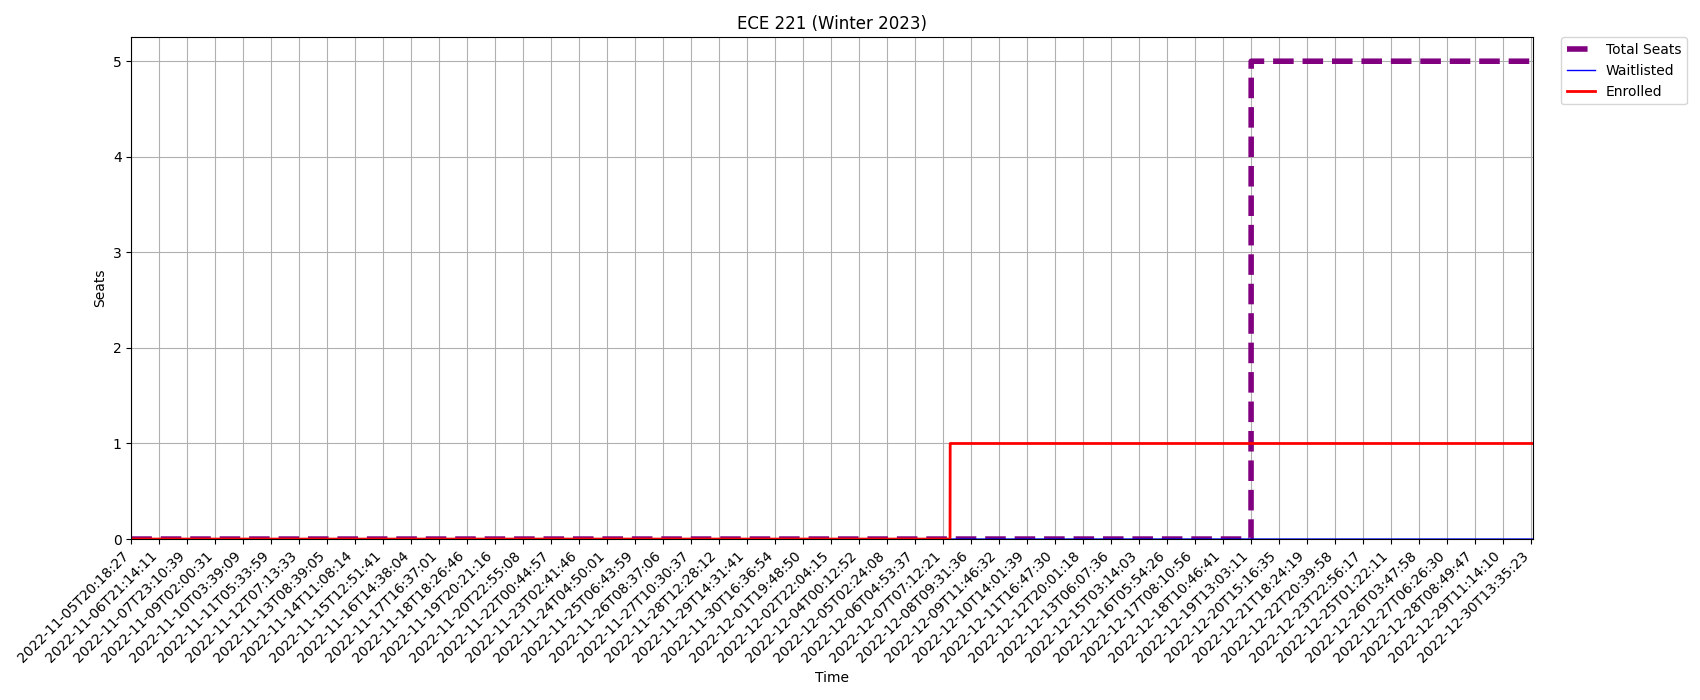 ECE 221 (Winter 2023)
Total Seats
Waitlisted
Enrolled
Seats
5
4
3
2
1
0
2022-11-05T20:18:27
2022-11-06T21:14:11
2022-11-07T23:10:39
2022-11-09T02:00:31
2022-11-10T03:39:09
2022-11-11T05:33:59
2022-11-12T07:13:33
2022-11-13T08:39:05
2022-11-14T11:08:14
2022-11-15T12:51:41
2022-11-16T14:38:04
2022-11-17T16:37:01
2022-11-18T18:26:46
2022-11-19T20:21:16
2022-11-20T22:55:08
2022-11-22T00:44:57
2022-11-23T02:41:46
2022-11-24T04:50:01
2022-11-25T06:43:59
2022-11-26T08:37:06
2022-11-27T10:30:37
2022-11-28T12:28:12
2022-11-29T14:31:41
2022-11-30T16:36:54
2022-12-01T19:48:50
2022-12-02T22:04:15
2022-12-04T00:12:52
2022-12-05T02:24:08
2022-12-06T04:53:37
2022-12-07T07:12:21
2022-12-08T09:31:36
2022-12-09T11:46:32
2022-12-10T14:01:39
2022-12-11T16:47:30
2022-12-12T20:01:18
2022-12-13T06:07:36
2022-12-15T03:14:03
2022-12-16T05:54:26
2022-12-17T08:10:56
2022-12-18T10:46:41
2022-12-19T13:03:11
2022-12-20T15:16:35
2022-12-21T18:24:19
2022-12-22T20:39:58
2022-12-23T22:56:17
2022-12-25T01:22:11
2022-12-26T03:47:58
2022-12-27T06:26:30
2022-12-28T08:49:47
2022-12-29T11:14:10
2022-12-30T13:35:23
Time